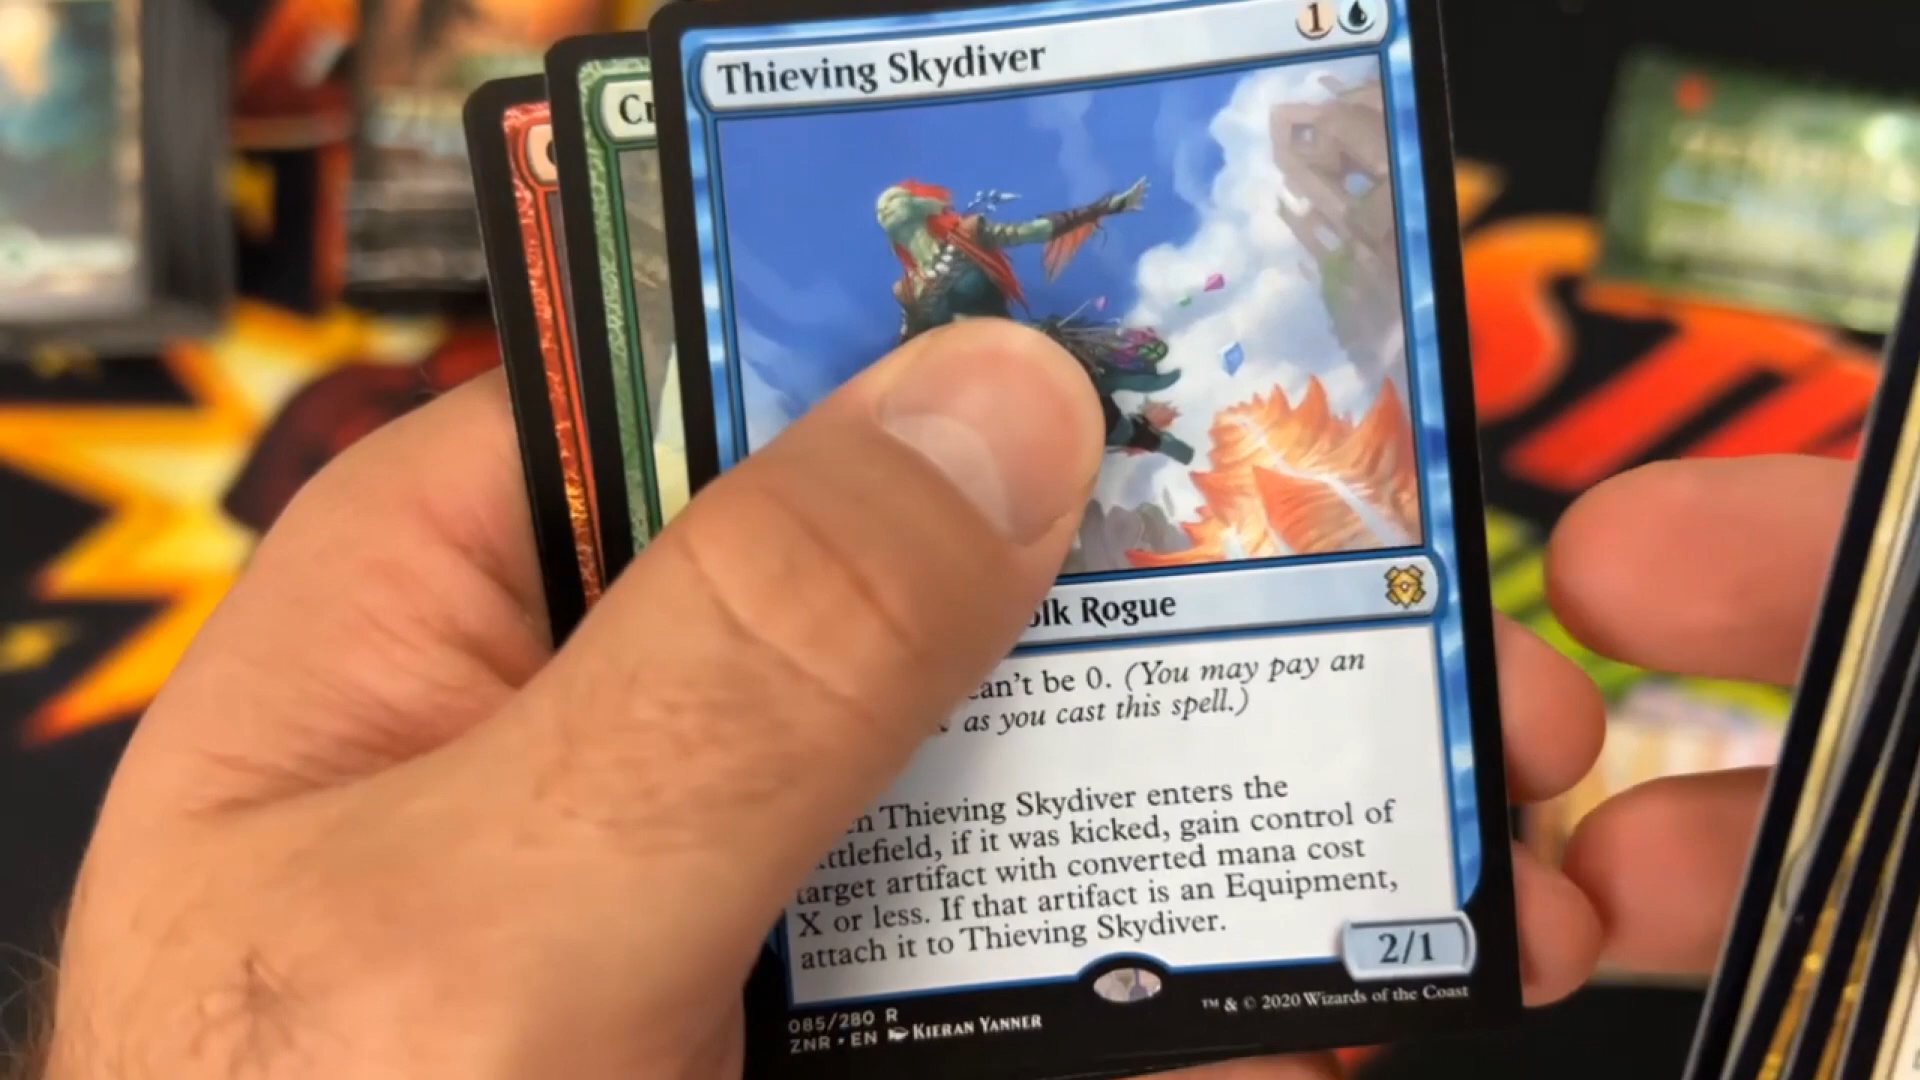 Thieving Skydiver
1
Cr
olk Rogue
can't be 0. (You may pay an
as you cast this spell.)
en Thieving Skydiver enters the
ttlefield, if it was kicked, gain control of
target artifact with converted mana cost
X or less. If that artifact is an Equipment,
attach it to Thieving Skydiver.
2/1
085/280 R
ZNR • EN KIERAN YANNER
™ & © 2020 Wizards of the Coast